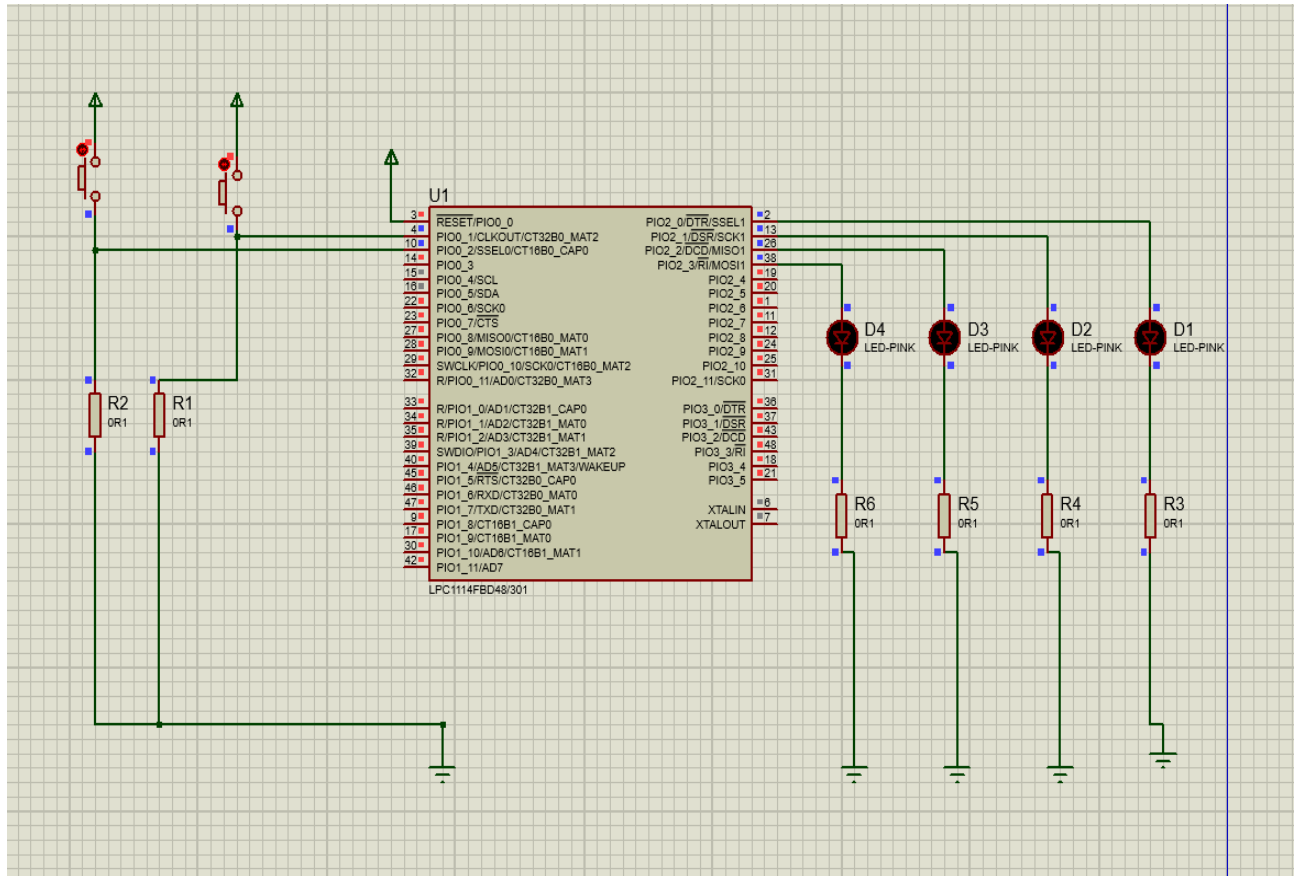 U1
3 RESET/PIO0_0
4 PIO0_1/CLKOUT/CT32B0_MAT2
10 PIO0_2/SSEL0/CT16B0_CAP0
14 PIO0_3
15 PIO0_4/SCL
16 PIO0_5/SDA
22 PIO0_6/SCK0
23 PIO0_7/CTS
27 PIO0_8/MISO0/CT16B0_MAT0
28 PIO0_9/MOSI0/CT16B0_MAT1
29 SWCLK/PIO0_10/SCK0/CT16B0_MAT2
32 R/PIO0_11/AD0/CT32B0_MAT3
33 R/PIO1_0/AD1/CT32B1_CAP0
34 R/PIO1_1/AD2/CT32B1_MAT0
35 R/PIO1_2/AD3/CT32B1_MAT1
39 SWDIO/PIO1_3/AD4/CT32B1_MAT2
40 PIO1_4/AD5/CT32B1_MAT3/WAKEUP
45 PIO1_5/RTS/CT32B0_CAP0
46 PIO1_6/RXD/CT32B0_MAT0
47 PIO1_7/TXD/CT32B0_MAT1
9 PIO1_8/CT16B1_CAP0
17 PIO1_9/CT16B1_MAT0
30 PIO1_10/AD6/CT16B1_MAT1
42 PIO1_11/AD7
PIO2_0/DTR/SSEL1 2
PIO2_1/DSR/SCK1 13
PIO2_2/DCD/MISO1 26
PIO2_3/RI/MOSI1 38
PIO2_4 19
PIO2_5 20
PIO2_6 1
PIO2_7 11
PIO2_8 12
PIO2_9 24
PIO2_10 25
PIO2_11/SCK0 31
PIO3_0/DTR 36
PIO3_1/DSR 37
PIO3_2/DCD 43
PIO3_3/RI 48
PIO3_4 18
PIO3_5 21
XTALIN 6
XTALOUT 7
LPC1114FBD48/301
D4
LED-PINK
D3
LED-PINK
D2
LED-PINK
D1
LED-PINK
R2
0R1
R1
0R1
R6
0R1
R5
0R1
R4
0R1
R3
0R1